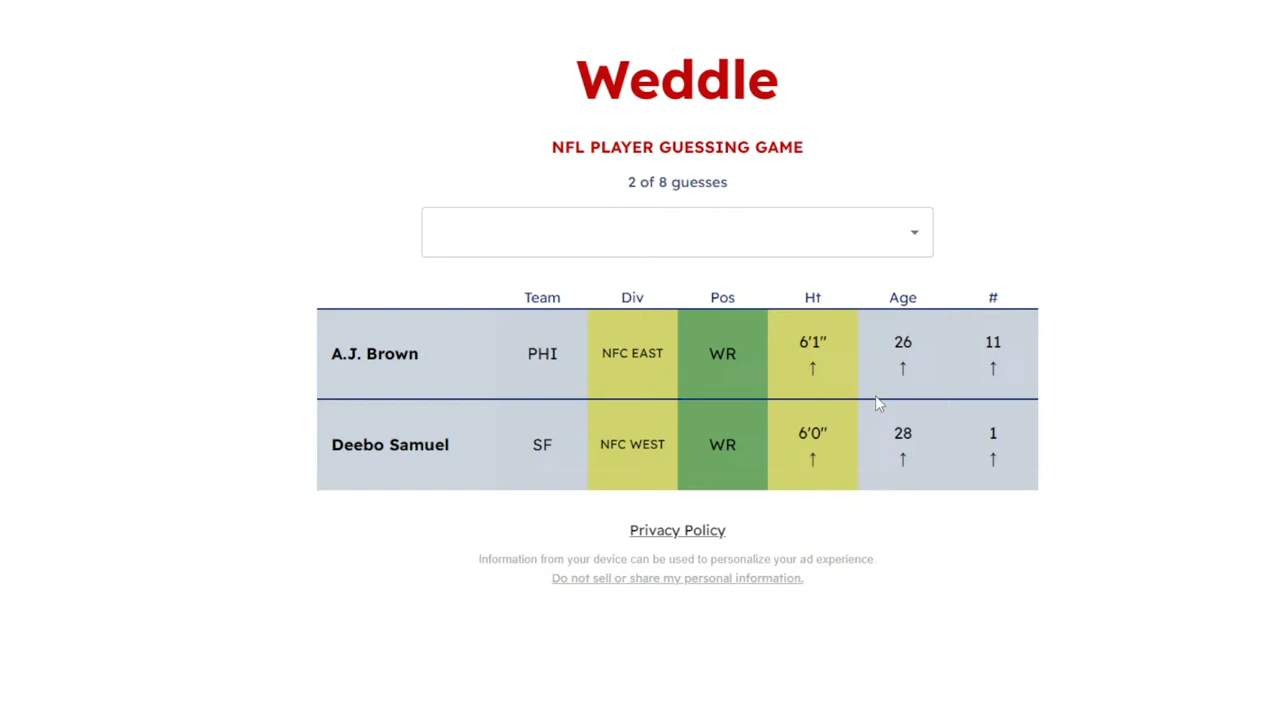 Weddle
NFL PLAYER GUESSING GAME
2 of 8 guesses
Team Div Pos Ht Age #
A.J. Brown PHI NFC EAST WR 6'1" ↑ 26 ↑ 11 ↑
Deebo Samuel SF NFC WEST WR 6'0" ↑ 28 ↑ 1 ↑
Privacy Policy
Information from your device can be used to personalize your ad experience.
Do not sell or share my personal information.